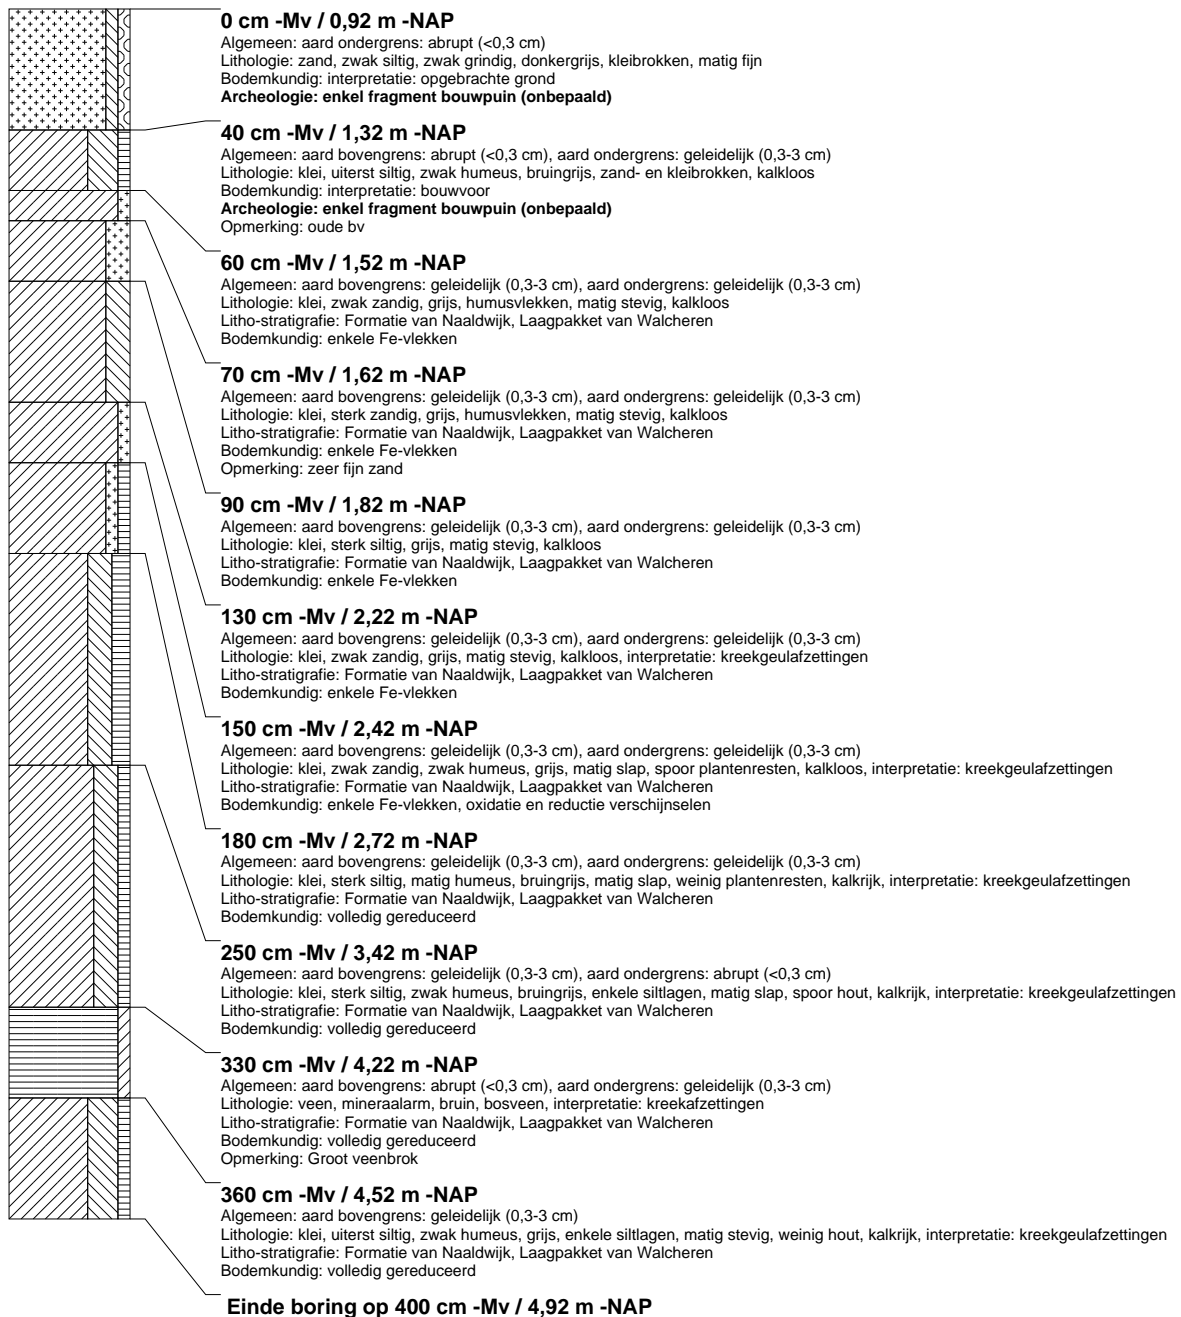 0 cm -Mv / 0,92 m -NAP
Algemeen: aard ondergrens: abrupt (<0,3 cm)
Lithologie: zand, zwak siltig, zwak grindig, donkergrijs, kleibrokken, matig fijn
Bodemkundig: interpretatie: opgebrachte grond
Archeologie: enkel fragment bouwpuin (onbepaald)
40 cm -Mv / 1,32 m -NAP
Algemeen: aard bovengrens: abrupt (<0,3 cm), aard ondergrens: geleidelijk (0,3-3 cm)
Lithologie: klei, uiterst siltig, zwak humeus, bruingrijs, zand- en kleibrokken, kalkloos
Bodemkundig: interpretatie: bouwvoor
Archeologie: enkel fragment bouwpuin (onbepaald)
Opmerking: oude bv
60 cm -Mv / 1,52 m -NAP
Algemeen: aard bovengrens: geleidelijk (0,3-3 cm), aard ondergrens: geleidelijk (0,3-3 cm)
Lithologie: klei, zwak zandig, grijs, humusvlekken, matig stevig, kalkloos
Litho-stratigrafie: Formatie van Naaldwijk, Laagpakket van Walcheren
Bodemkundig: enkele Fe-vlekken
70 cm -Mv / 1,62 m -NAP
Algemeen: aard bovengrens: geleidelijk (0,3-3 cm), aard ondergrens: geleidelijk (0,3-3 cm)
Lithologie: klei, sterk zandig, grijs, humusvlekken, matig stevig, kalkloos
Litho-stratigrafie: Formatie van Naaldwijk, Laagpakket van Walcheren
Bodemkundig: enkele Fe-vlekken
Opmerking: zeer fijn zand
90 cm -Mv / 1,82 m -NAP
Algemeen: aard bovengrens: geleidelijk (0,3-3 cm), aard ondergrens: geleidelijk (0,3-3 cm)
Lithologie: klei, sterk siltig, grijs, matig stevig, kalkloos
Litho-stratigrafie: Formatie van Naaldwijk, Laagpakket van Walcheren
Bodemkundig: enkele Fe-vlekken
130 cm -Mv / 2,22 m -NAP
Algemeen: aard bovengrens: geleidelijk (0,3-3 cm), aard ondergrens: geleidelijk (0,3-3 cm)
Lithologie: klei, zwak zandig, grijs, matig stevig, kalkloos, interpretatie: kreekgeulafzettingen
Litho-stratigrafie: Formatie van Naaldwijk, Laagpakket van Walcheren
Bodemkundig: enkele Fe-vlekken
150 cm -Mv / 2,42 m -NAP
Algemeen: aard bovengrens: geleidelijk (0,3-3 cm), aard ondergrens: geleidelijk (0,3-3 cm)
Lithologie: klei, zwak zandig, zwak humeus, grijs, matig slap, spoor plantenresten, kalkloos, interpretatie: kreekgeulafzettingen
Litho-stratigrafie: Formatie van Naaldwijk, Laagpakket van Walcheren
Bodemkundig: enkele Fe-vlekken, oxidatie en reductie verschijnselen
180 cm -Mv / 2,72 m -NAP
Algemeen: aard bovengrens: geleidelijk (0,3-3 cm), aard ondergrens: geleidelijk (0,3-3 cm)
Lithologie: klei, sterk siltig, matig humeus, bruingrijs, matig slap, weinig plantenresten, kalkrijk, interpretatie: kreekgeulafzettingen
Litho-stratigrafie: Formatie van Naaldwijk, Laagpakket van Walcheren
Bodemkundig: volledig gereduceerd
250 cm -Mv / 3,42 m -NAP
Algemeen: aard bovengrens: geleidelijk (0,3-3 cm), aard ondergrens: abrupt (<0,3 cm)
Lithologie: klei, sterk siltig, zwak humeus, bruingrijs, enkele siltlagen, matig slap, spoor hout, kalkrijk, interpretatie: kreekgeulafzettingen
Litho-stratigrafie: Formatie van Naaldwijk, Laagpakket van Walcheren
Bodemkundig: volledig gereduceerd
330 cm -Mv / 4,22 m -NAP
Algemeen: aard bovengrens: abrupt (<0,3 cm), aard ondergrens: geleidelijk (0,3-3 cm)
Lithologie: veen, mineraalarm, bruin, bosveen, interpretatie: kreekafzettingen
Litho-stratigrafie: Formatie van Naaldwijk, Laagpakket van Walcheren
Bodemkundig: volledig gereduceerd
Opmerking: Groot veenbrok
360 cm -Mv / 4,52 m -NAP
Algemeen: aard bovengrens: geleidelijk (0,3-3 cm)
Lithologie: klei, uiterst siltig, zwak humeus, grijs, enkele siltlagen, matig stevig, weinig hout, kalkrijk, interpretatie: kreekgeulafzettingen
Litho-stratigrafie: Formatie van Naaldwijk, Laagpakket van Walcheren
Bodemkundig: volledig gereduceerd
Einde boring op 400 cm -Mv / 4,92 m -NAP